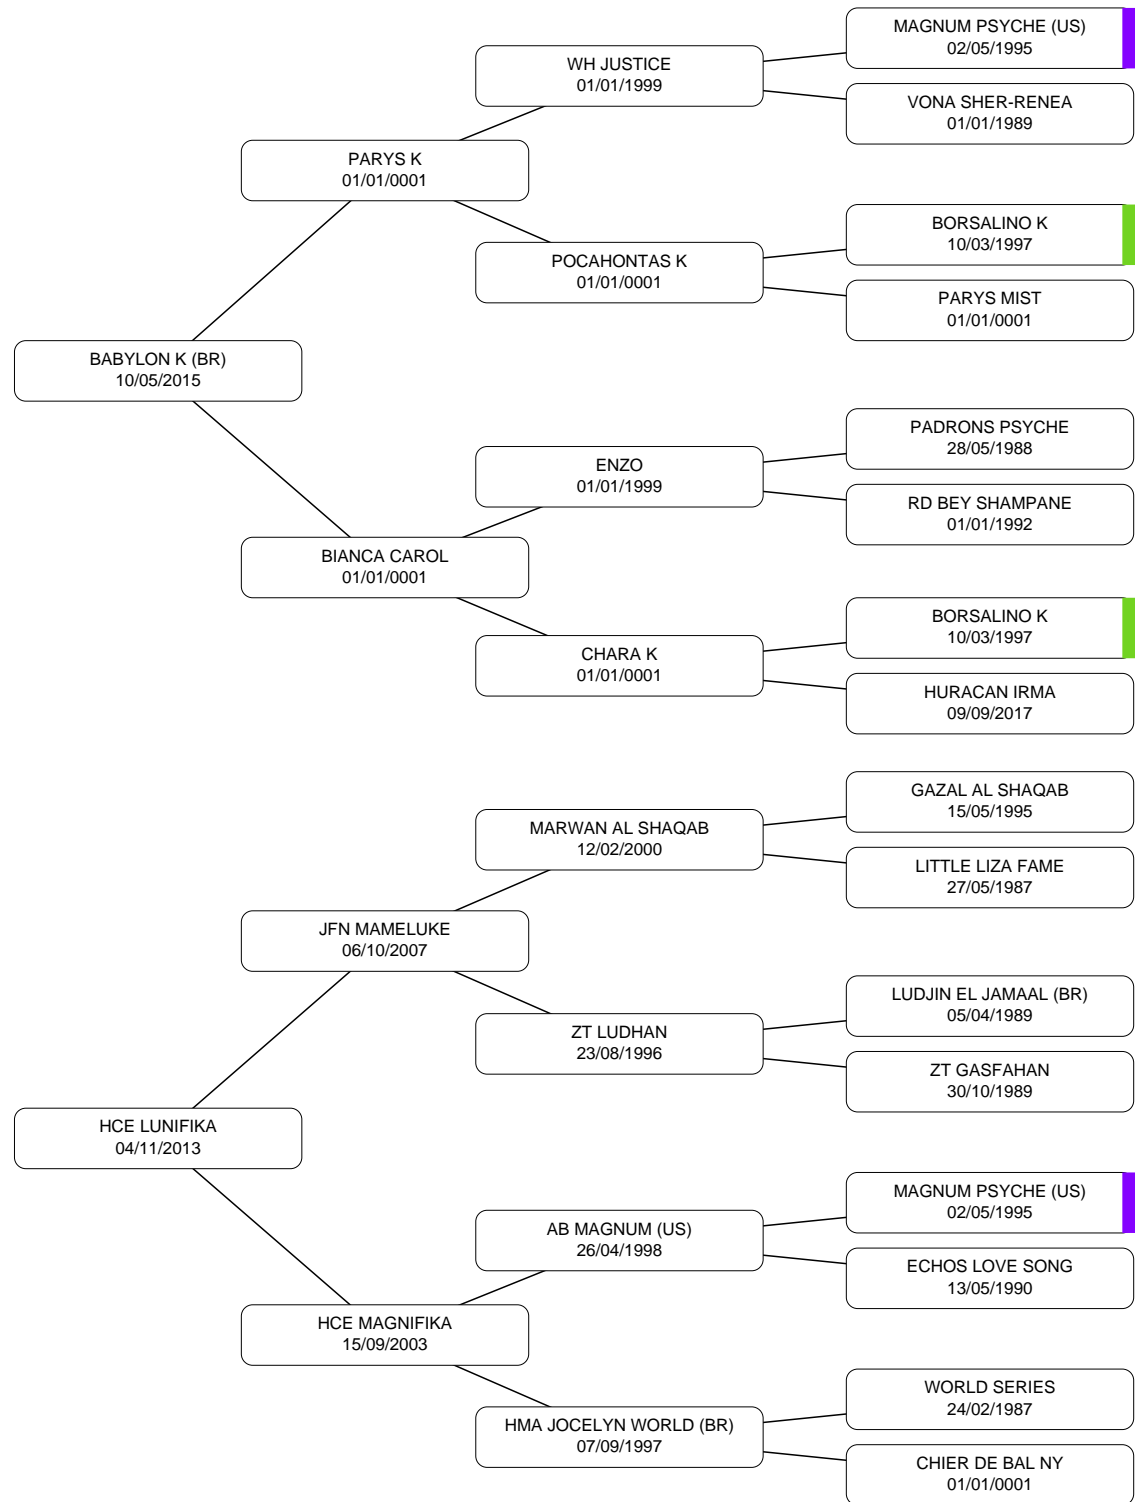 MAGNUM PSYCHE (US)
02/05/1995
WH JUSTICE
01/01/1999
VONA SHER-RENEA
01/01/1989
PARYS K
01/01/0001
BORSALINO K
10/03/1997
POCAHONTAS K
01/01/0001
PARYS MIST
01/01/0001
BABYLON K (BR)
10/05/2015
PADRONS PSYCHE
28/05/1988
ENZO
01/01/1999
RD BEY SHAMPANE
01/01/1992
BIANCA CAROL
01/01/0001
BORSALINO K
10/03/1997
CHARA K
01/01/0001
HURACAN IRMA
09/09/2017
GAZAL AL SHAQAB
15/05/1995
MARWAN AL SHAQAB
12/02/2000
LITTLE LIZA FAME
27/05/1987
JFN MAMELUKE
06/10/2007
LUDJIN EL JAMAAL (BR)
05/04/1989
ZT LUDHAN
23/08/1996
ZT GASFAHAN
30/10/1989
HCE LUNIFIKA
04/11/2013
MAGNUM PSYCHE (US)
02/05/1995
AB MAGNUM (US)
26/04/1998
ECHOS LOVE SONG
13/05/1990
HCE MAGNIFIKA
15/09/2003
WORLD SERIES
24/02/1987
HMA JOCELYN WORLD (BR)
07/09/1997
CHIER DE BAL NY
01/01/0001